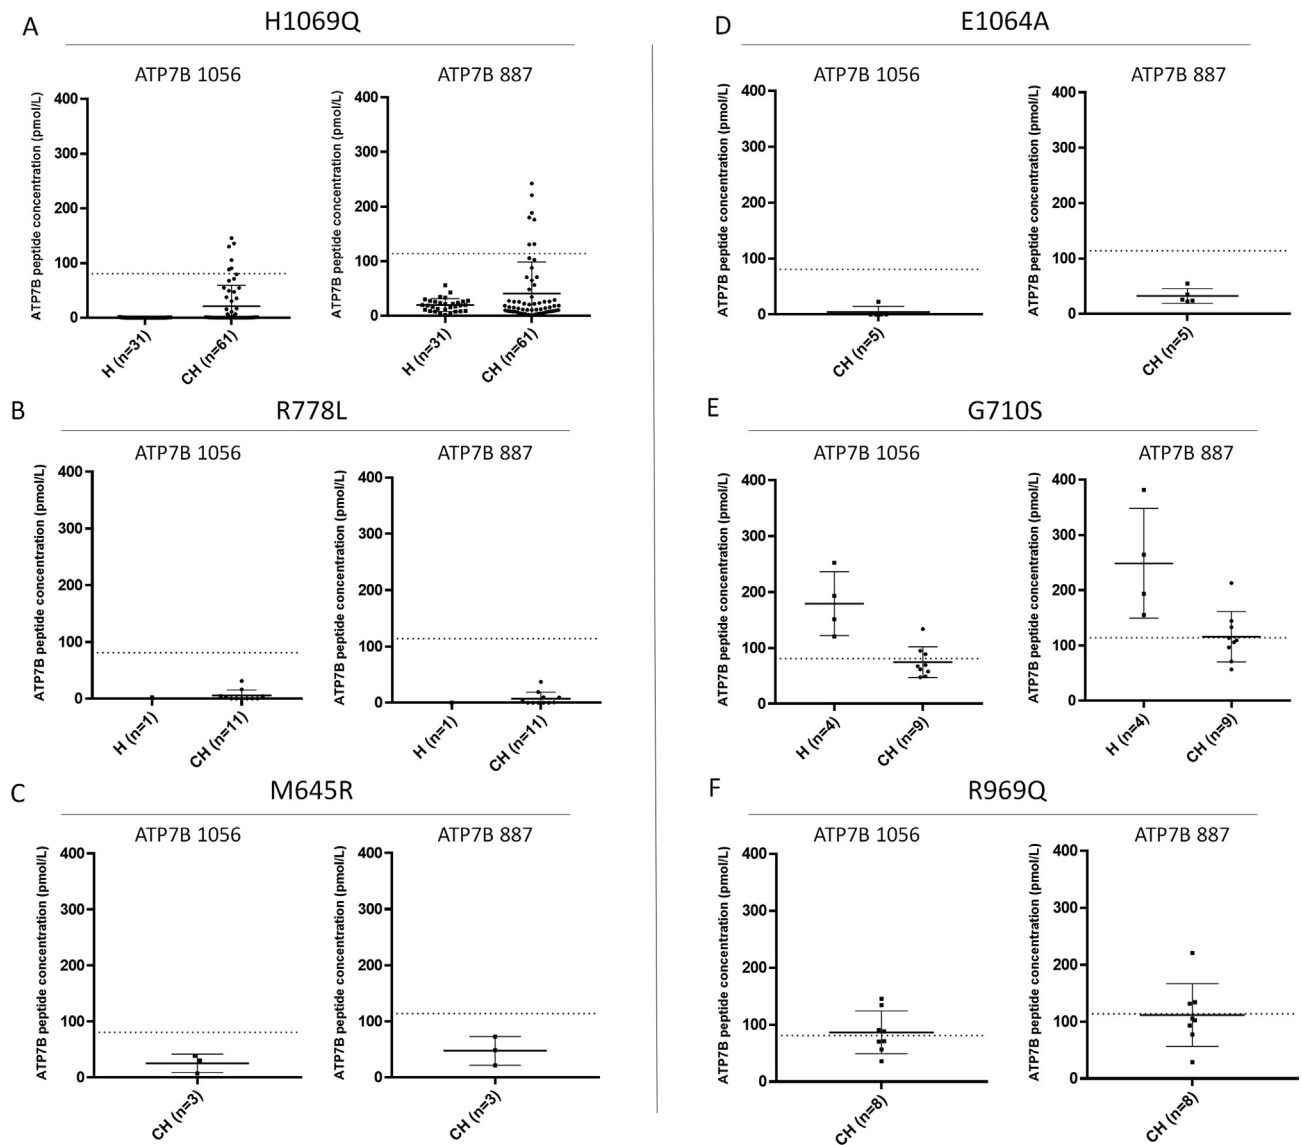 A
H1069Q
ATP7B 1056
ATP7B peptide concentration (pmol/L)
400
300
200
100
0
H (n=31)
CH (n=61)
ATP7B 887
ATP7B peptide concentration (pmol/L)
400
300
200
100
0
H (n=31)
CH (n=61)
B
R778L
ATP7B 1056
ATP7B peptide concentration (pmol/L)
400
300
200
100
0
H (n=1)
CH (n=11)
ATP7B 887
ATP7B peptide concentration (pmol/L)
400
300
200
100
0
H (n=1)
CH (n=11)
C
M645R
ATP7B 1056
ATP7B peptide concentration (pmol/L)
400
300
200
100
0
CH (n=3)
ATP7B 887
ATP7B peptide concentration (pmol/L)
400
300
200
100
0
CH (n=3)
D
E1064A
ATP7B 1056
ATP7B peptide concentration (pmol/L)
400
300
200
100
0
CH (n=5)
ATP7B 887
ATP7B peptide concentration (pmol/L)
400
300
200
100
0
CH (n=5)
E
G710S
ATP7B 1056
ATP7B peptide concentration (pmol/L)
400
300
200
100
0
H (n=4)
CH (n=9)
ATP7B 887
ATP7B peptide concentration (pmol/L)
400
300
200
100
0
H (n=4)
CH (n=9)
F
R969Q
ATP7B 1056
ATP7B peptide concentration (pmol/L)
400
300
200
100
0
CH (n=8)
ATP7B 887
ATP7B peptide concentration (pmol/L)
400
300
200
100
0
CH (n=8)